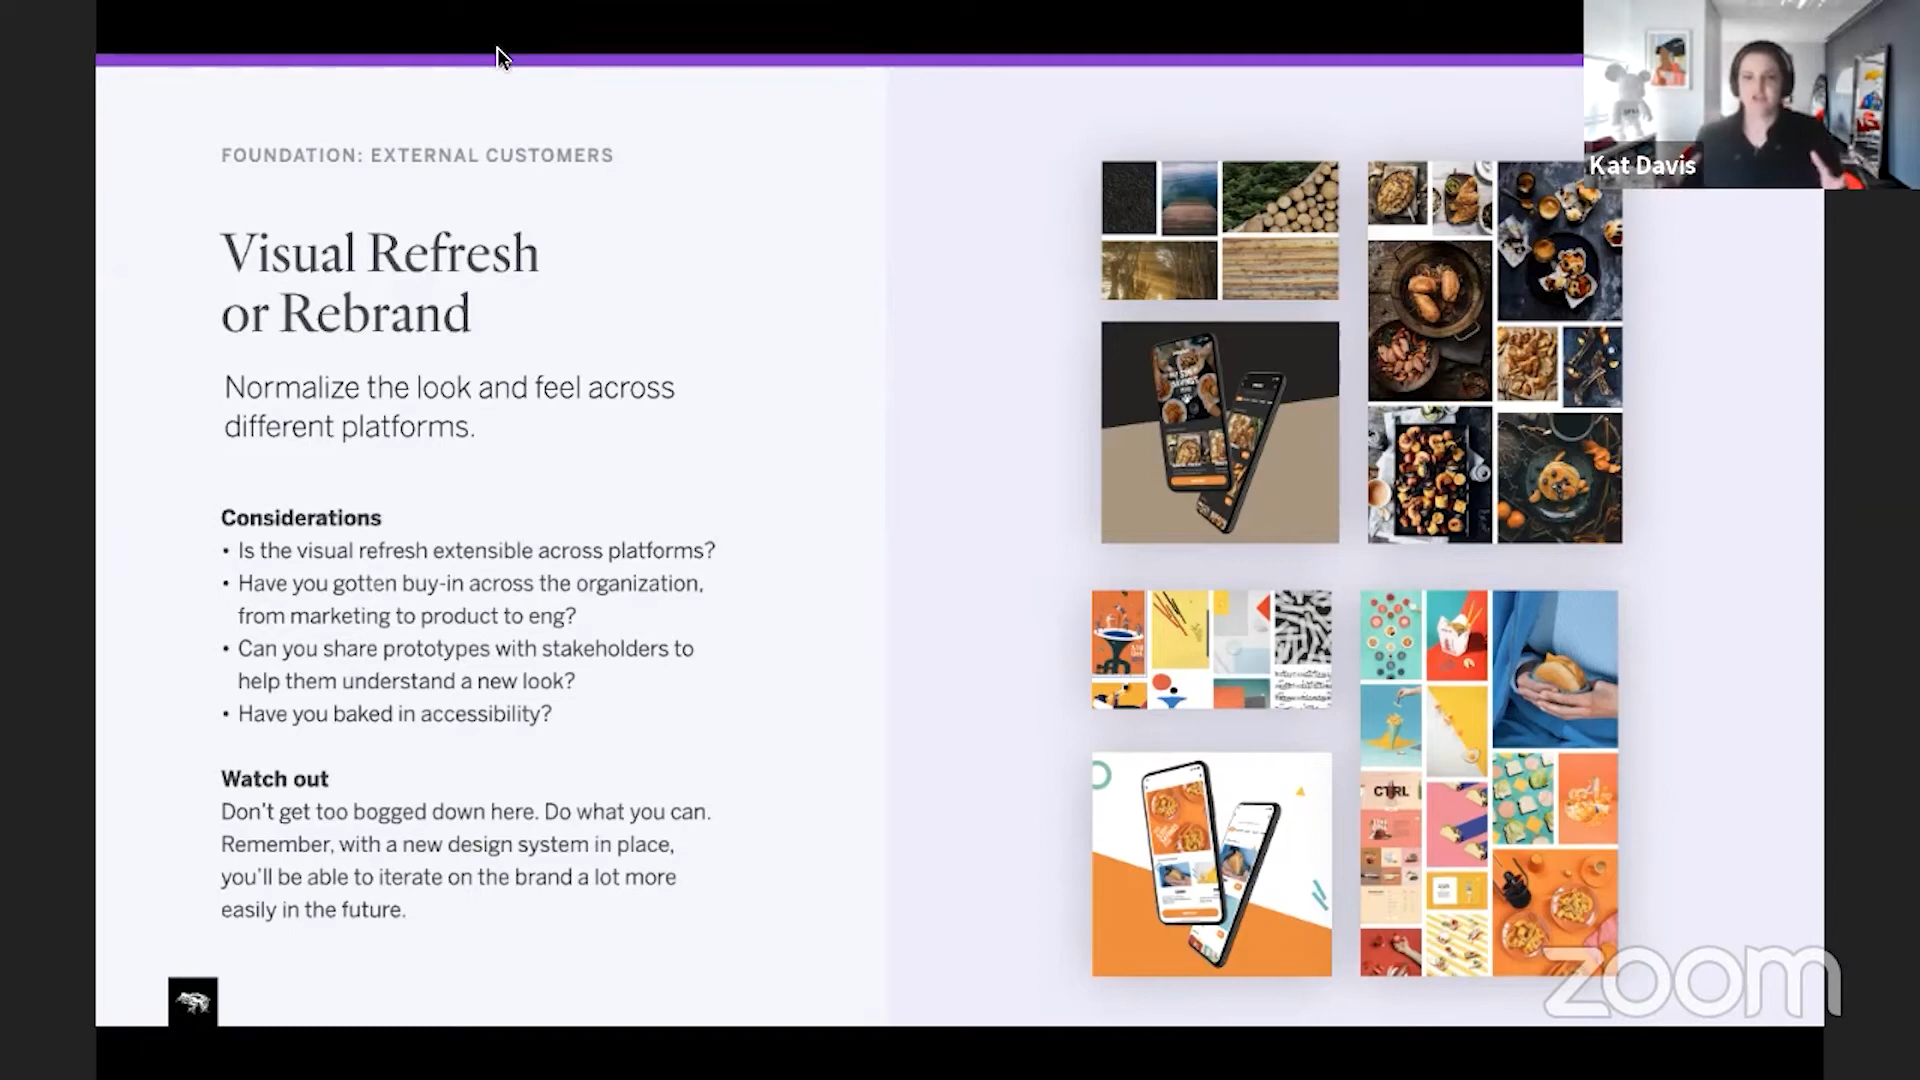 FOUNDATION: EXTERNAL CUSTOMERS
Kat Davis
Visual Refresh
or Rebrand
Normalize the look and feel across
different platforms.
Considerations
• Is the visual refresh extensible across platforms?
• Have you gotten buy-in across the organization,
from marketing to product to eng?
• Can you share prototypes with stakeholders to
help them understand a new look?
• Have you baked in accessibility?
Watch out
Don't get too bogged down here. Do what you can.
Remember, with a new design system in place,
you'll be able to iterate on the brand a lot more
easily in the future.
CTRL
zoom